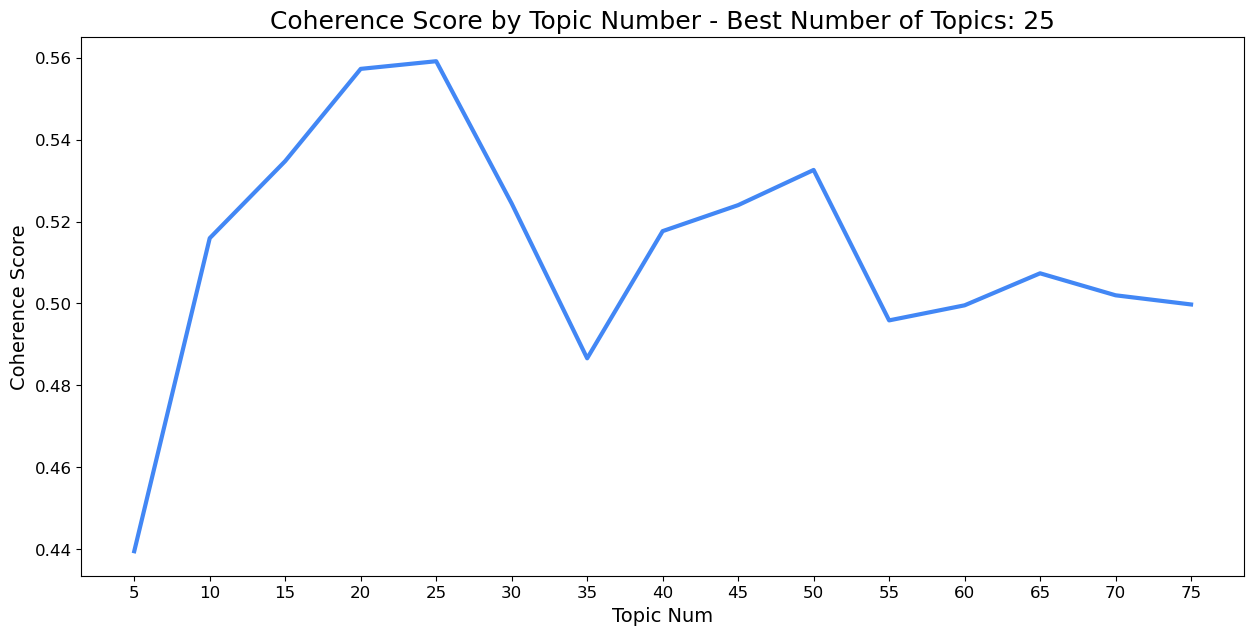 Coherence Score by Topic Number - Best Number of Topics: 25
Coherence Score
0.56
0.54
0.52
0.50
0.48
0.46
0.44
5 10 15 20 25 30 35 40 45 50 55 60 65 70 75
Topic Num